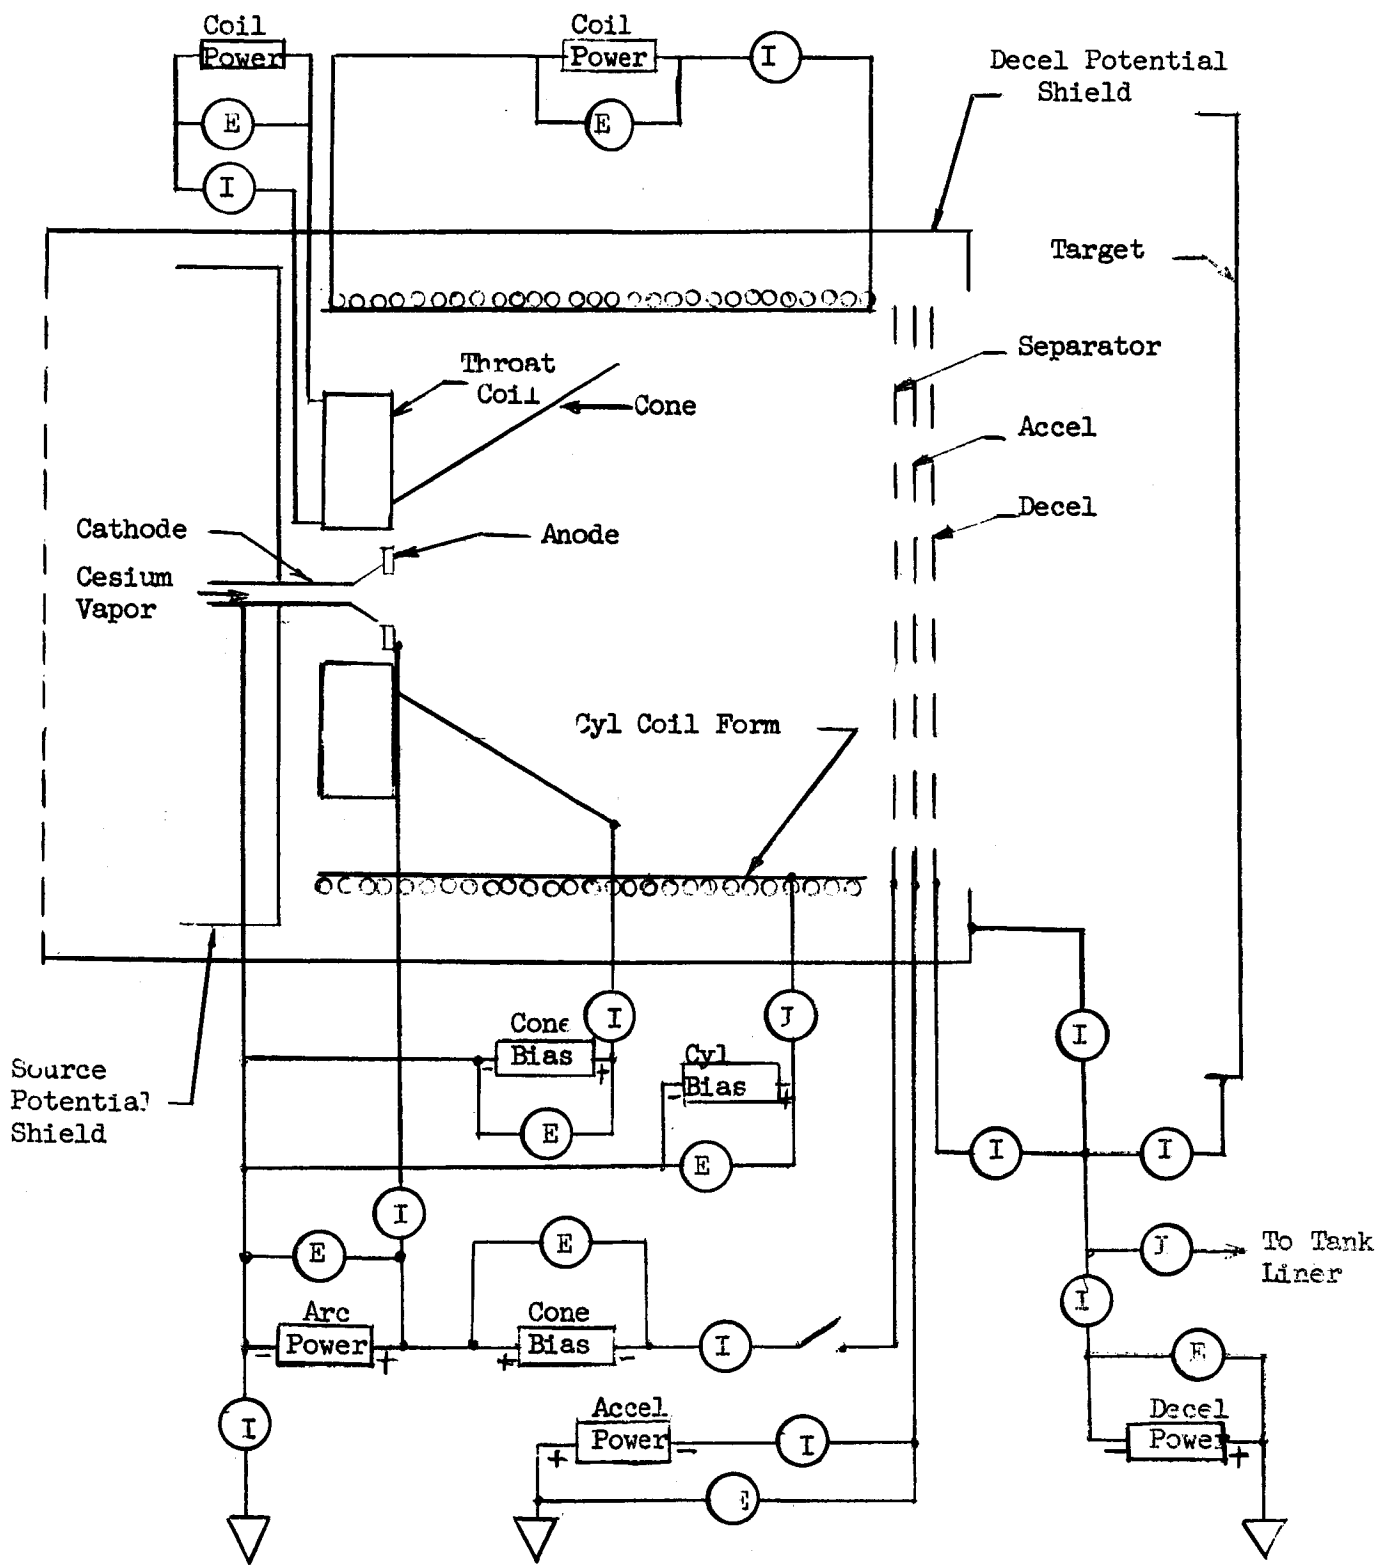 Coil
Power
E
I
Coil
Power
I
E
Decel Potential
Shield
Target
Separator
Throat
Coil
Cone
Accel
Decel
Cathode
Anode
Cesium
Vapor
Cyl Coil Form
Source
Potential
Shield
Cone
Bias
- +
I
E
I
Cyl
Bias
- +
E
I
I
I
I
To Tank
Liner
I
I
E
Arc
Power
- +
E
Cone
Bias
+ -
I
I
Accel
Power
+ -
I
E
E
Decel
Power
- +